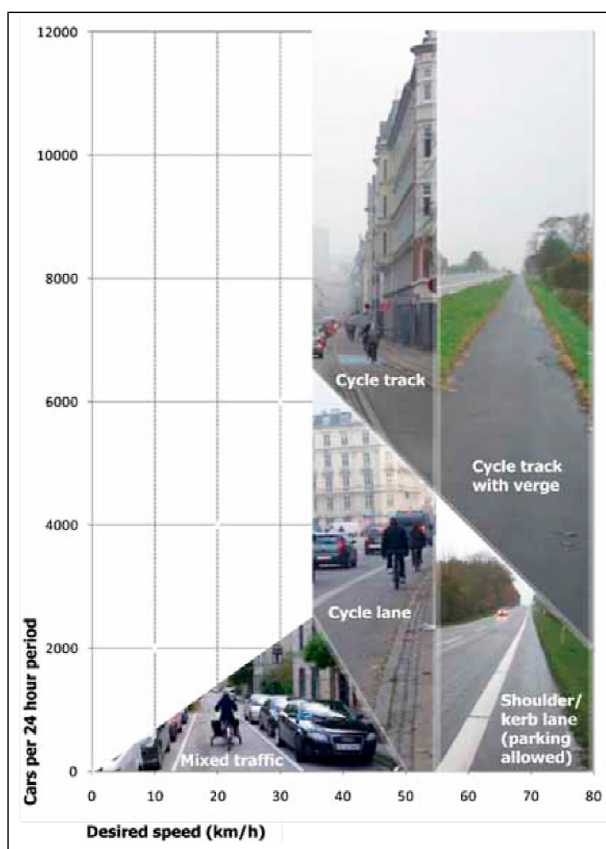 12000
10000
8000
6000
4000
2000
0
Cars per 24 hour period
Cycle track
Cycle track
with verge
Cycle lane
Shoulder/
kerb lane
(parking
allowed)
Mixed traffic
0 10 20 30 40 50 60 70 80
Desired speed (km/h)